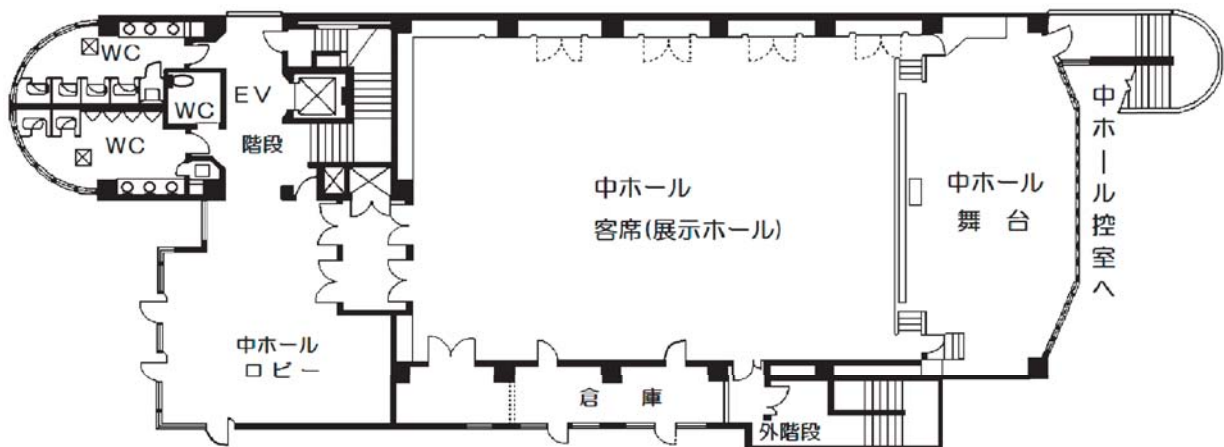 WC
EV
WC
WC
階段
中ホール
客席(展示ホール)
中ホール
舞 台
中ホール控室へ
中ホール
ロビー
倉 庫
外階段